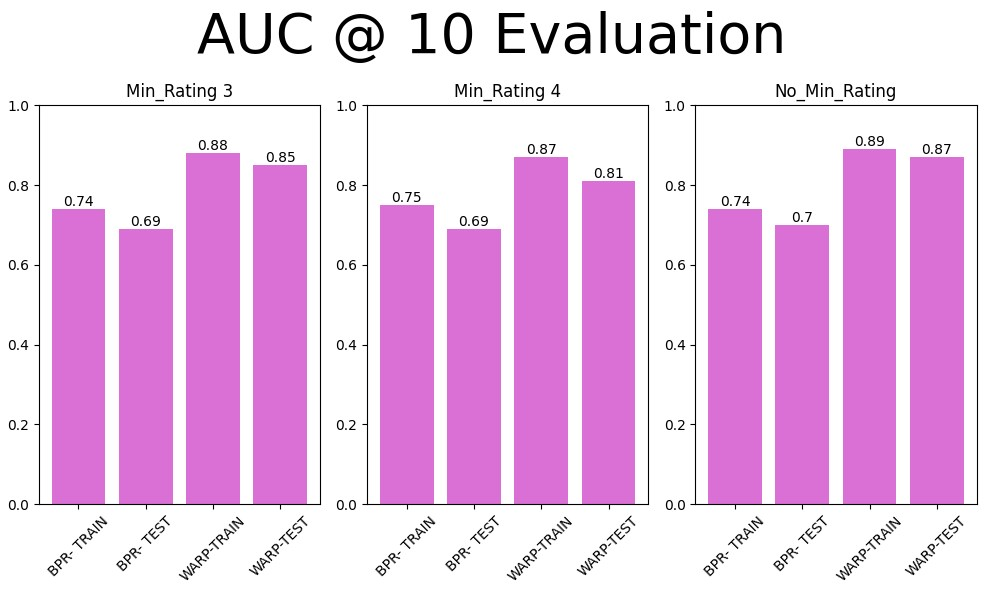 AUC @ 10 Evaluation
Min_Rating 3
1.0
0.8
0.6
0.4
0.2
0.0
0.74
0.69
0.88
0.85
BPR- TRAIN
BPR- TEST
WARP-TRAIN
WARP-TEST
Min_Rating 4
1.0
0.8
0.6
0.4
0.2
0.0
0.75
0.69
0.87
0.81
BPR- TRAIN
BPR- TEST
WARP-TRAIN
WARP-TEST
No_Min_Rating
1.0
0.8
0.6
0.4
0.2
0.0
0.74
0.7
0.89
0.87
BPR- TRAIN
BPR- TEST
WARP-TRAIN
WARP-TEST